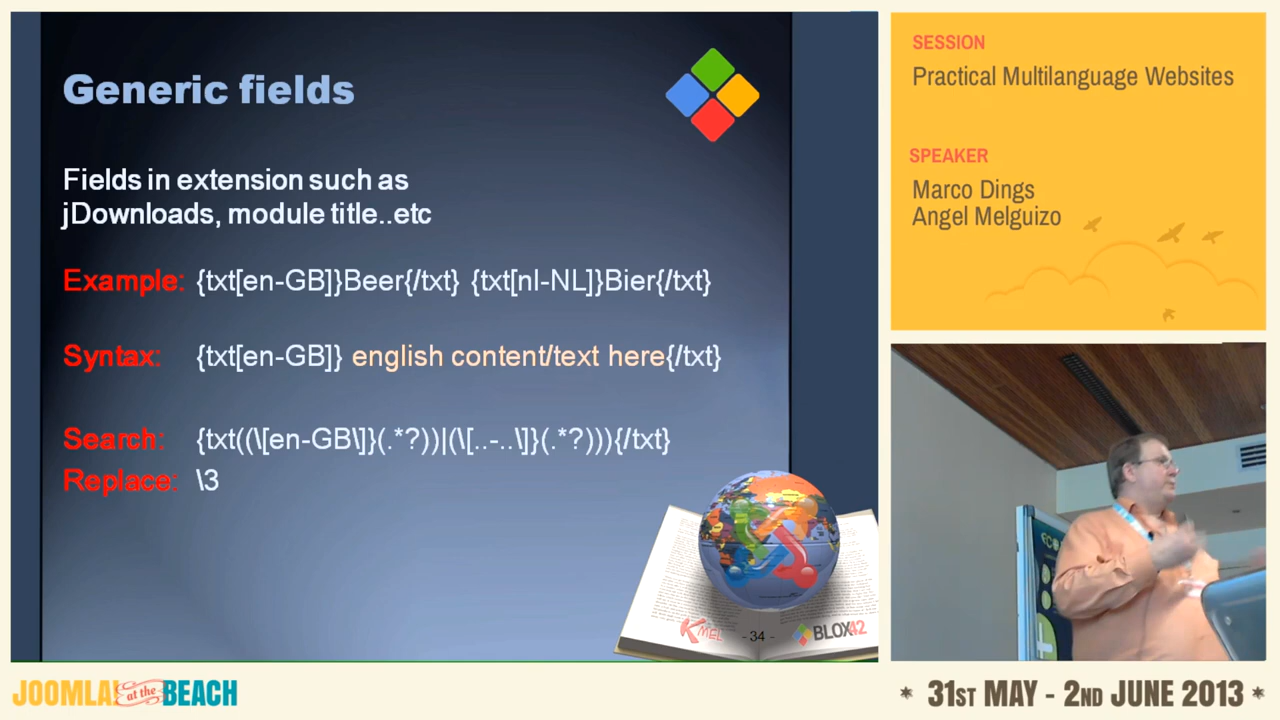 Generic fields
Fields in extension such as
jDownloads, module title..etc
Example: {txt[en-GB]}Beer{/txt} {txt[nl-NL]}Bier{/txt}
Syntax: {txt[en-GB]} english content/text here{/txt}
Search: {txt((\[en-GB\]}(.*?))|(\[..-..\]}(.*?))){/txt}
Replace: \3
KMEL
- 34 -
BLOX42
SESSION
Practical Multilanguage Websites
SPEAKER
Marco Dings
Angel Melguizo
JOOMLA! at the BEACH
* 31ST MAY - 2ND JUNE 2013 *